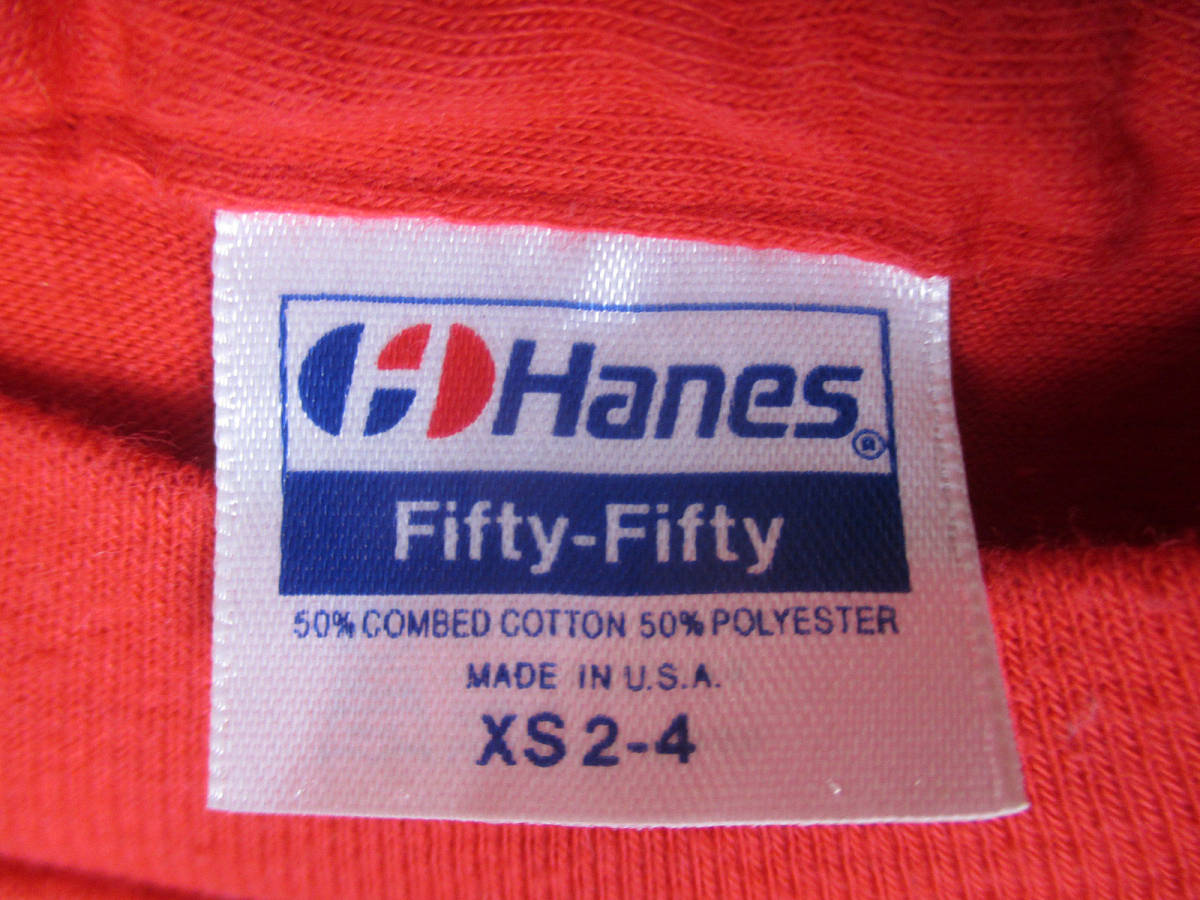 Hanes®
Fifty-Fifty
50% COMBED COTTON 50% POLYESTER
MADE IN U.S.A.
XS 2-4